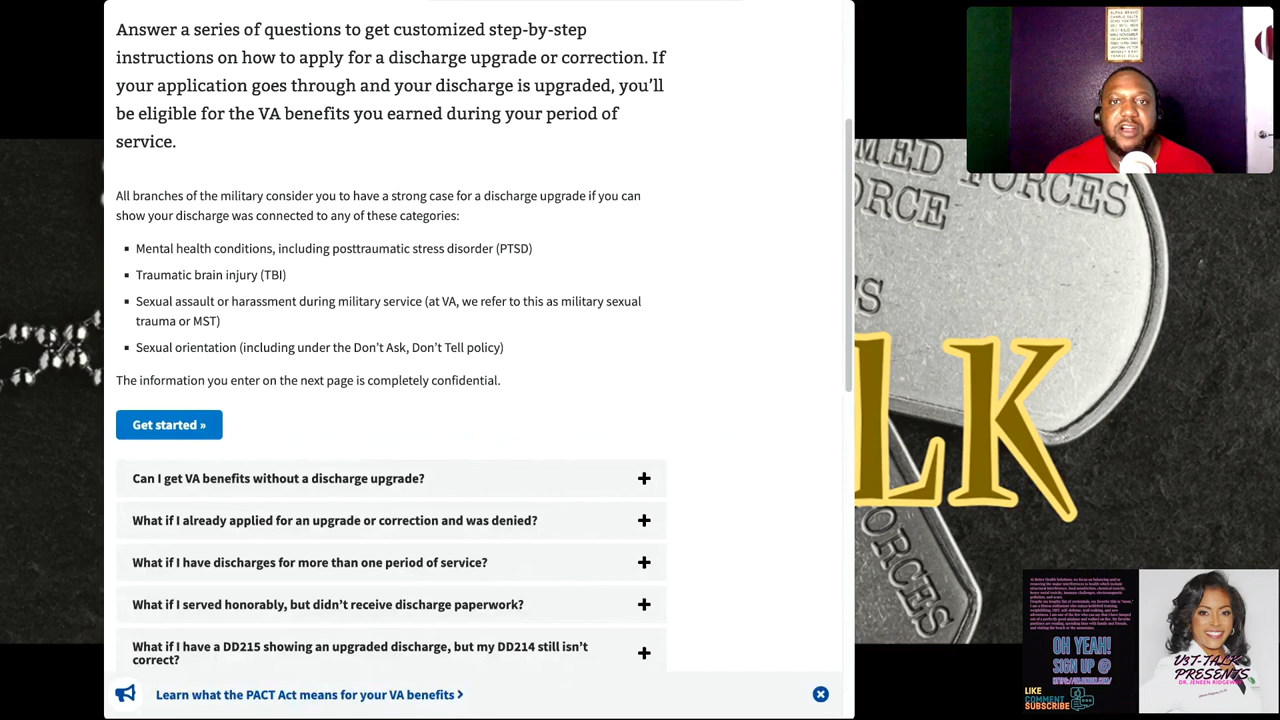 Answer a series of questions to get customized step-by-step
instructions on how to apply for a discharge upgrade or correction. If
your application goes through and your discharge is upgraded, you'll
be eligible for the VA benefits you earned during your period of
service.
All branches of the military consider you to have a strong case for a discharge upgrade if you can
show your discharge was connected to any of these categories:
Mental health conditions, including posttraumatic stress disorder (PTSD)
Traumatic brain injury (TBI)
Sexual assault or harassment during military service (at VA, we refer to this as military sexual
trauma or MST)
Sexual orientation (including under the Don't Ask, Don't Tell policy)
The information you enter on the next page is completely confidential.
Get started »
Can I get VA benefits without a discharge upgrade?
What if I already applied for an upgrade or correction and was denied?
What if I have discharges for more than one period of service?
What if I served honorably, but didn't receive discharge paperwork?
What if I have a DD215 showing an upgraded discharge, but my DD214 still isn't
correct?
Learn what the PACT Act means for your VA benefits
MED FORCES
ORCE
LK
ORCES
OH YEAH!
SIGN UP @
LIKE
COMMENT
SUBSCRIBE
V3T-TALK
PRESENTS
DR. JENEEN RIDGEWAY